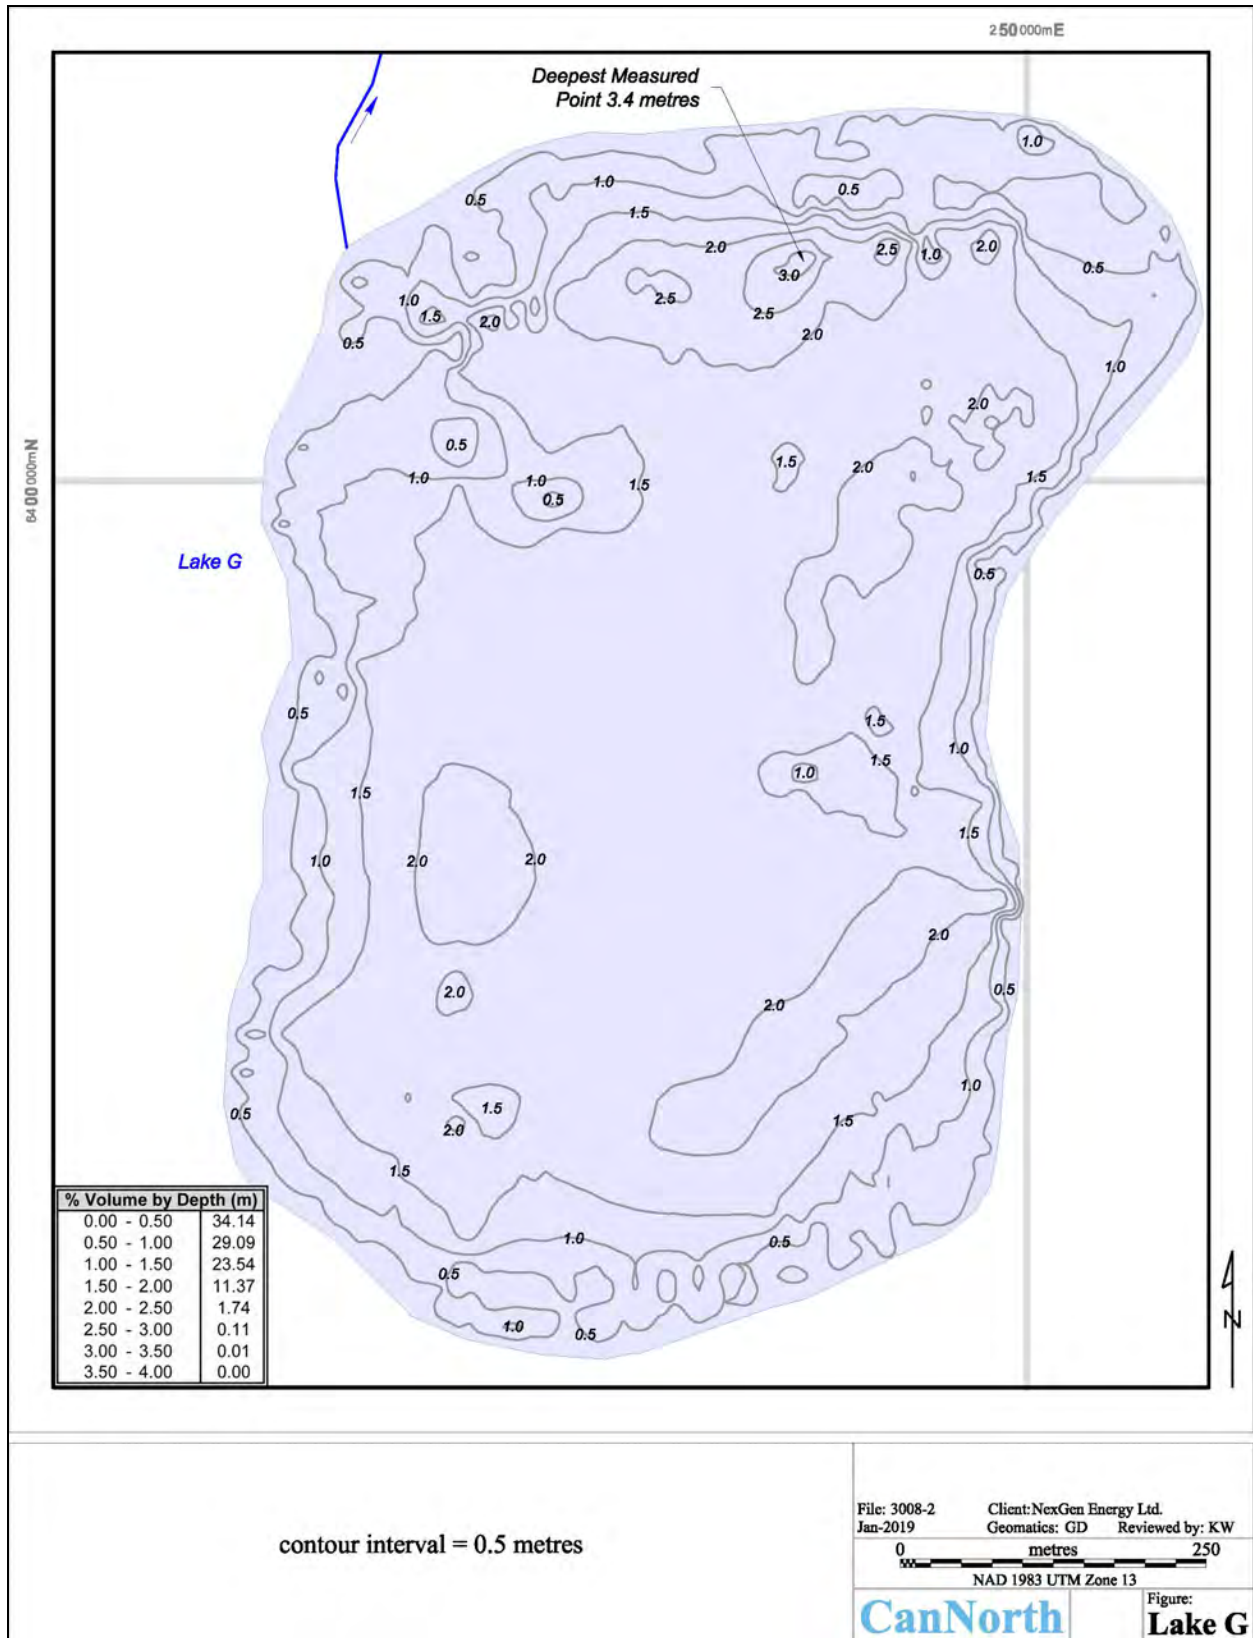 250000mE
Deepest Measured
Point 3.4 metres
1.0
0.5
1.0
0.5
1.5
2.0
2.5
1.0
2.0
0.5
3.0
2.5
2.5
1.0
1.5
2.0
2.0
0.5
1.0
2.0
0.5
1.5
2.0
1.0
1.0
0.5
1.5
2.0
1.5
6400000mN
Lake G
0.5
0.5
1.5
1.5
1.0
1.0
1.5
1.5
1.0
2.0
2.0
2.0
2.0
2.0
0.5
1.0
0.5
1.5
2.0
1.5
1.5
1.0
0.5
0.5
1.0
0.5
% Volume by Depth (m)
0.00 - 0.50 34.14
0.50 - 1.00 29.09
1.00 - 1.50 23.54
1.50 - 2.00 11.37
2.00 - 2.50 1.74
2.50 - 3.00 0.11
3.00 - 3.50 0.01
3.50 - 4.00 0.00
N
contour interval = 0.5 metres
File: 3008-2 Client:NexGen Energy Ltd.
Jan-2019 Geomatics: GD Reviewed by: KW
0 metres 250
NAD 1983 UTM Zone 13
CanNorth
Figure:
Lake G